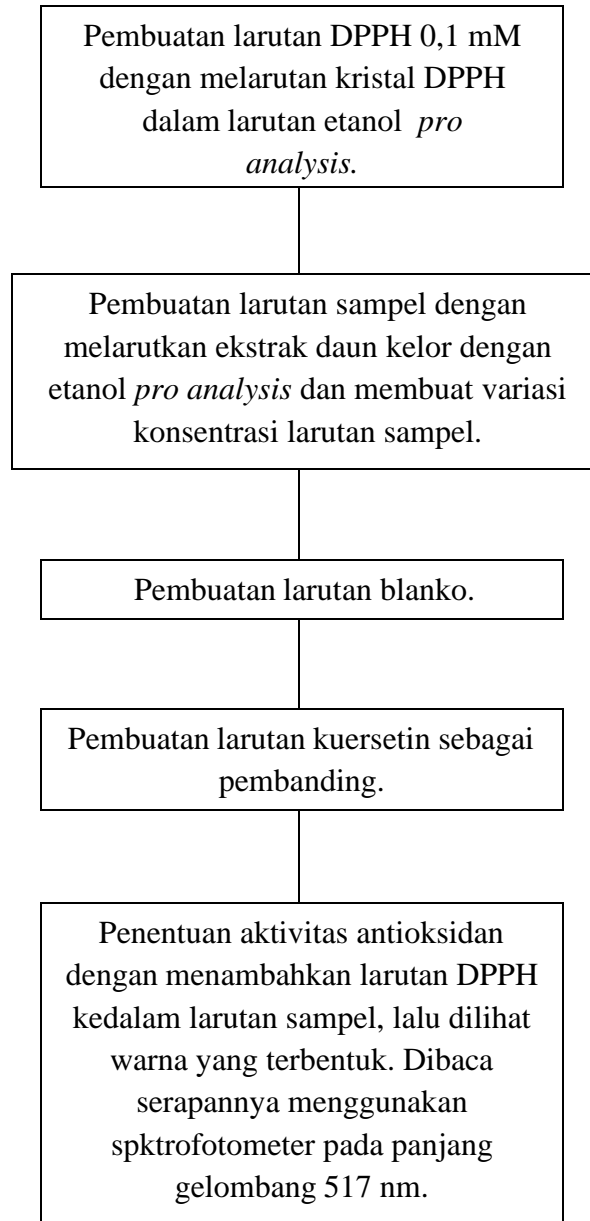 Pembuatan larutan DPPH 0,1 mM
dengan melarutan kristal DPPH
dalam larutan etanol pro
analysis.
Pembuatan larutan sampel dengan
melarutkan ekstrak daun kelor dengan
etanol pro analysis dan membuat variasi
konsentrasi larutan sampel.
Pembuatan larutan blanko.
Pembuatan larutan kuersetin sebagai
pembanding.
Penentuan aktivitas antioksidan
dengan menambahkan larutan DPPH
kedalam larutan sampel, lalu dilihat
warna yang terbentuk. Dibaca
serapannya menggunakan
spktrofotometer pada panjang
gelombang 517 nm.